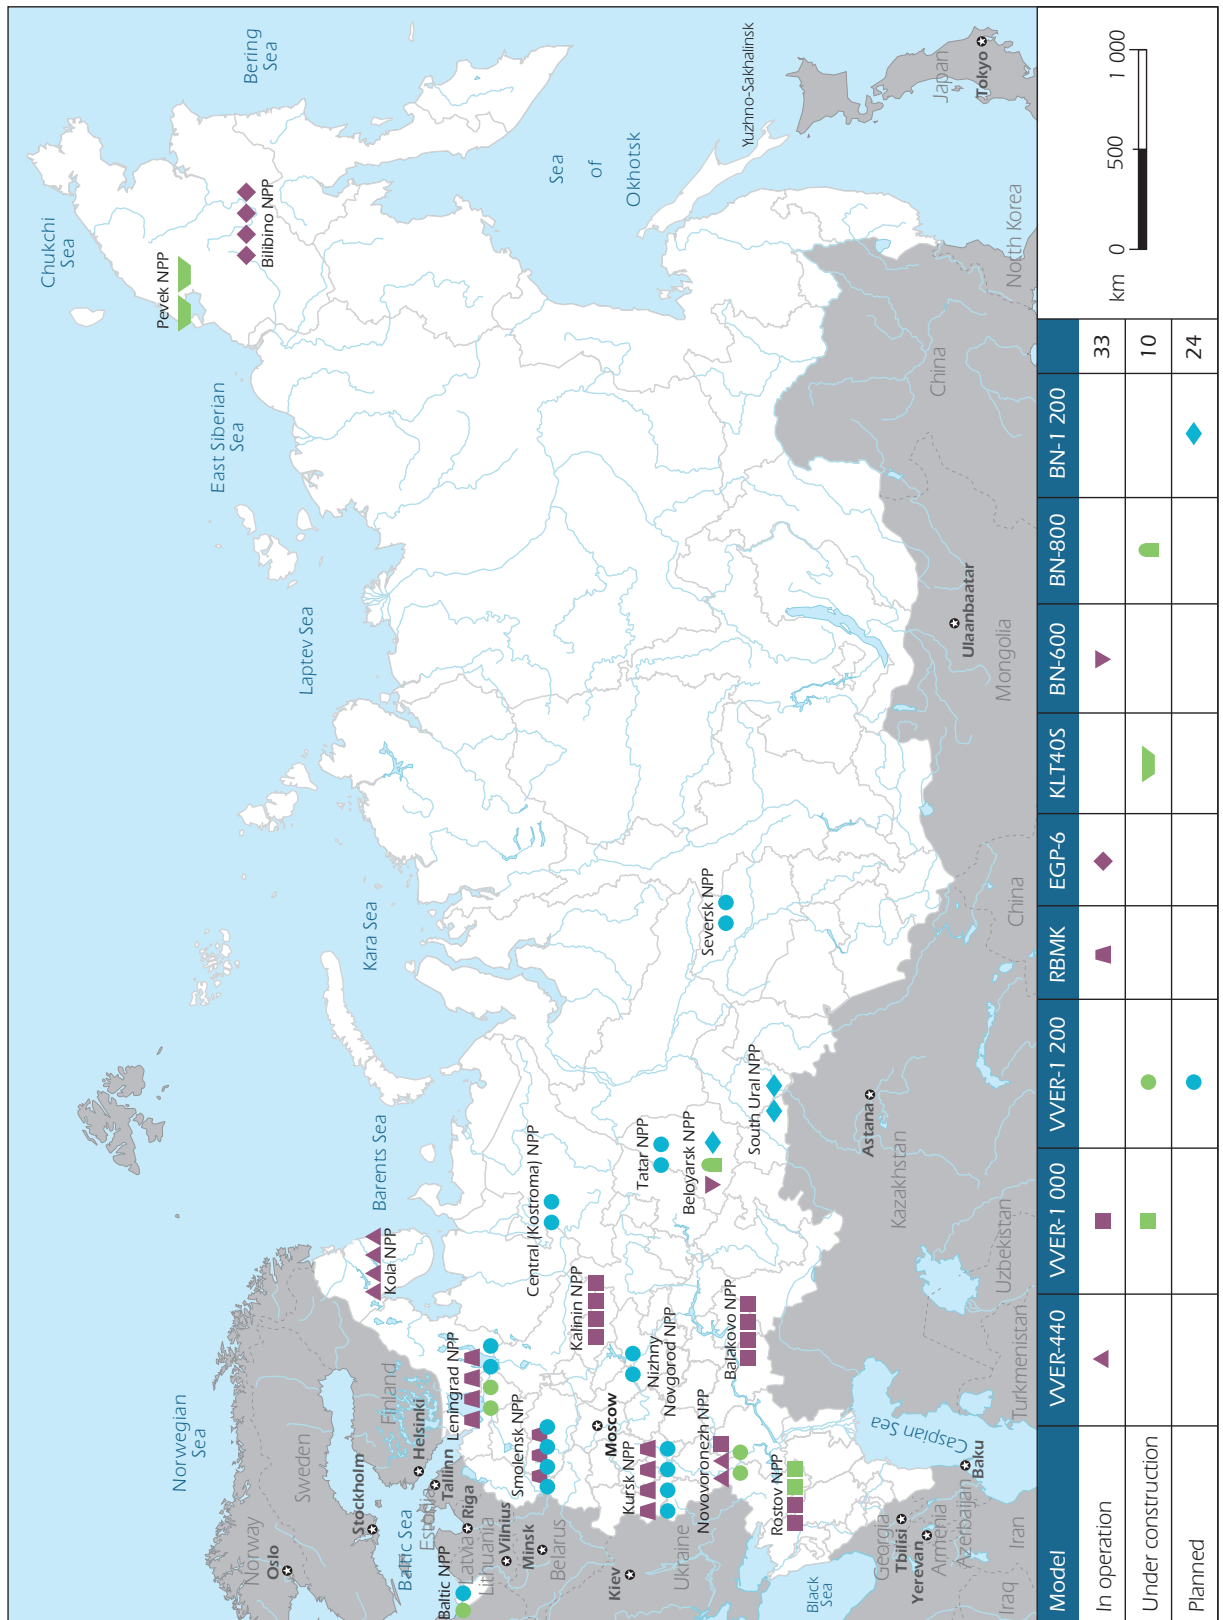 Norwegian
Sea
Barents Sea
Kara Sea
Laptev Sea
East Siberian
Sea
Chukchi
Sea
Bering
Sea
Sea
of
Okhotsk
Baltic Sea
Black
Sea
Caspian Sea
Norway
Oslo
Sweden
Stockholm
Finland
Helsinki
Tallinn
Estonia
Riga
Latvia
Lithuania
Vilnius
Minsk
Belarus
Kiev
Ukraine
Moscow
Georgia
Tbilisi
Yerevan
Armenia
Azerbaijan
Baku
Iraq
Iran
Turkmenistan
Uzbekistan
Kazakhstan
Astana
China
Mongolia
Ulaanbaatar
China
North Korea
Japan
Tokyo
Yuzhno-Sakhalinsk
Pevek NPP
Bilibino NPP
Kola NPP
Leningrad NPP
Baltic NPP
Smolensk NPP
Kalinin NPP
Central (Kostroma) NPP
Nizhny
Novgorod NPP
Kursk NPP
Novovoronezh NPP
Rostov NPP
Balakovo NPP
Tatar NPP
Beloyarsk NPP
South Ural NPP
Seversk NPP
Model VVER-440 VVER-1 000 VVER-1 200 RBMK EGP-6 KLT40S BN-600 BN-800 BN-1 200
In operation 33
Under construction 10
Planned 24
km 0 500 1 000